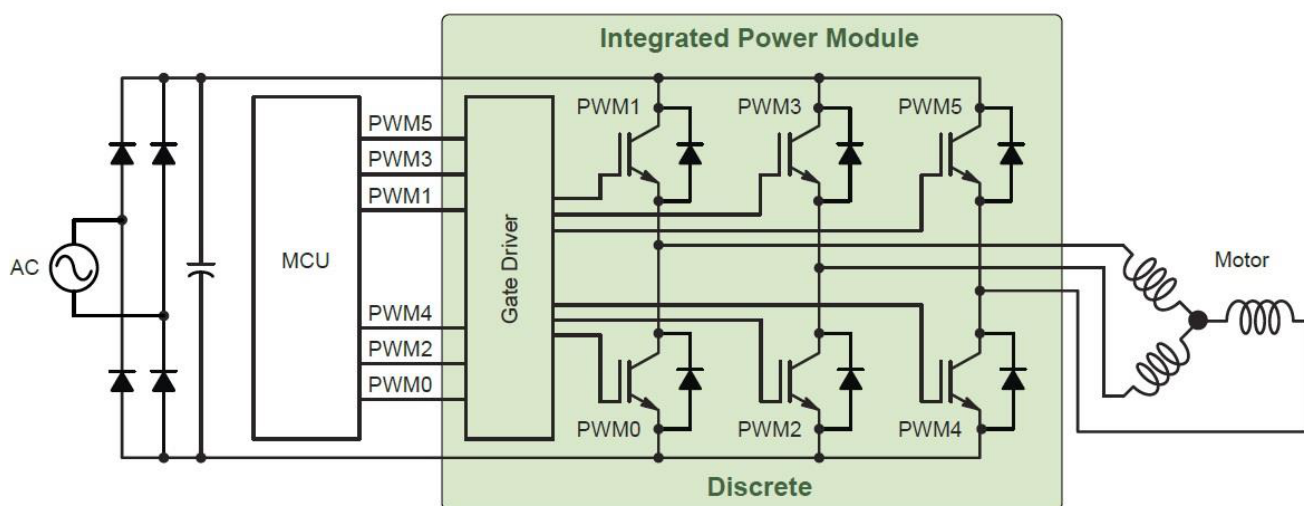 Integrated Power Module
PWM1
PWM3
PWM5
PWM5
PWM3
PWM1
MCU
Gate Driver
AC
Motor
PWM4
PWM2
PWM0
PWM0
PWM2
PWM4
Discrete